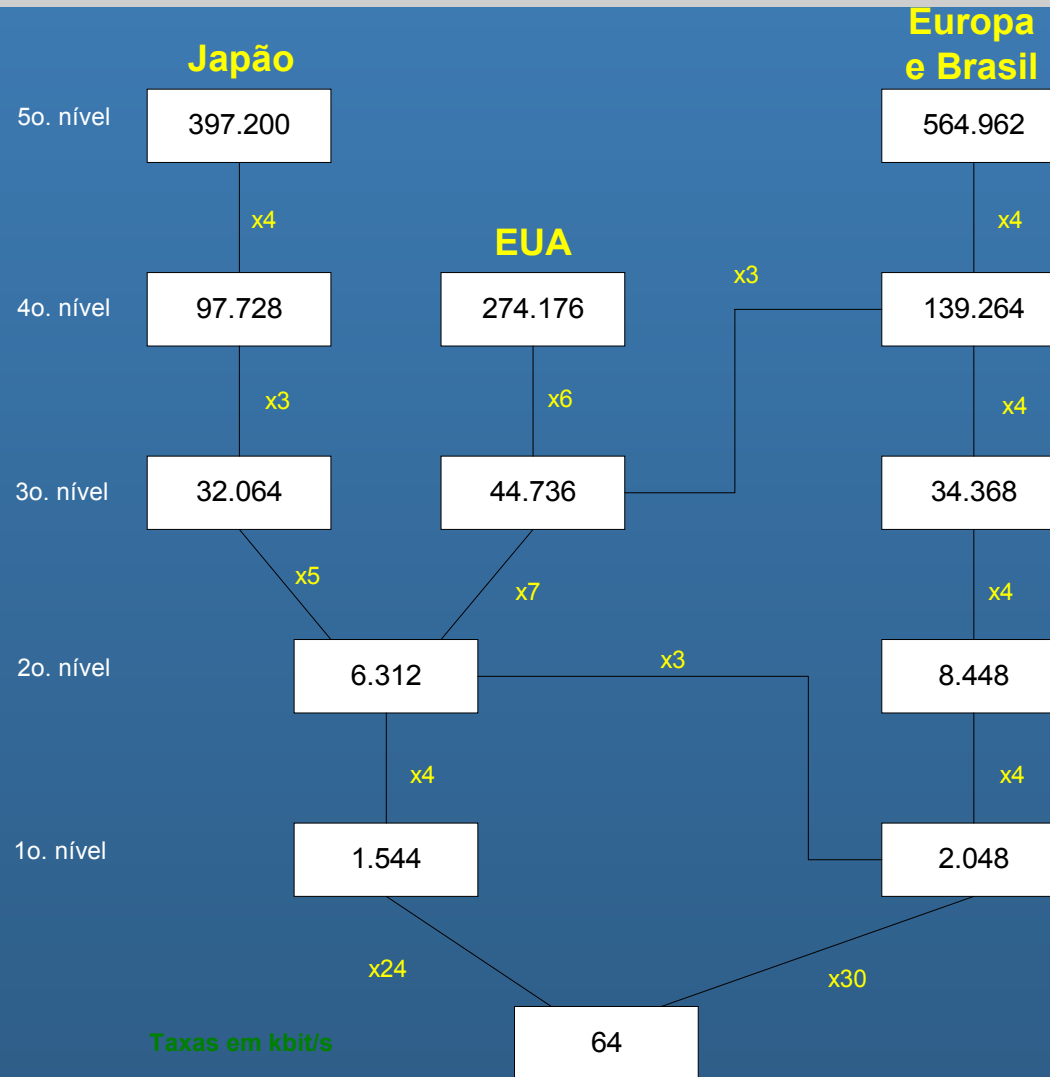 Europa
e Brasil
Japão
5o. nível
397.200
564.962
x4
x4
EUA
x3
4o. nível
97.728
274.176
139.264
x3
x6
x4
3o. nível
32.064
44.736
34.368
x5
x7
x4
2o. nível
6.312
x3
8.448
x4
x4
1o. nível
1.544
2.048
x24
x30
Taxas em kbit/s
64